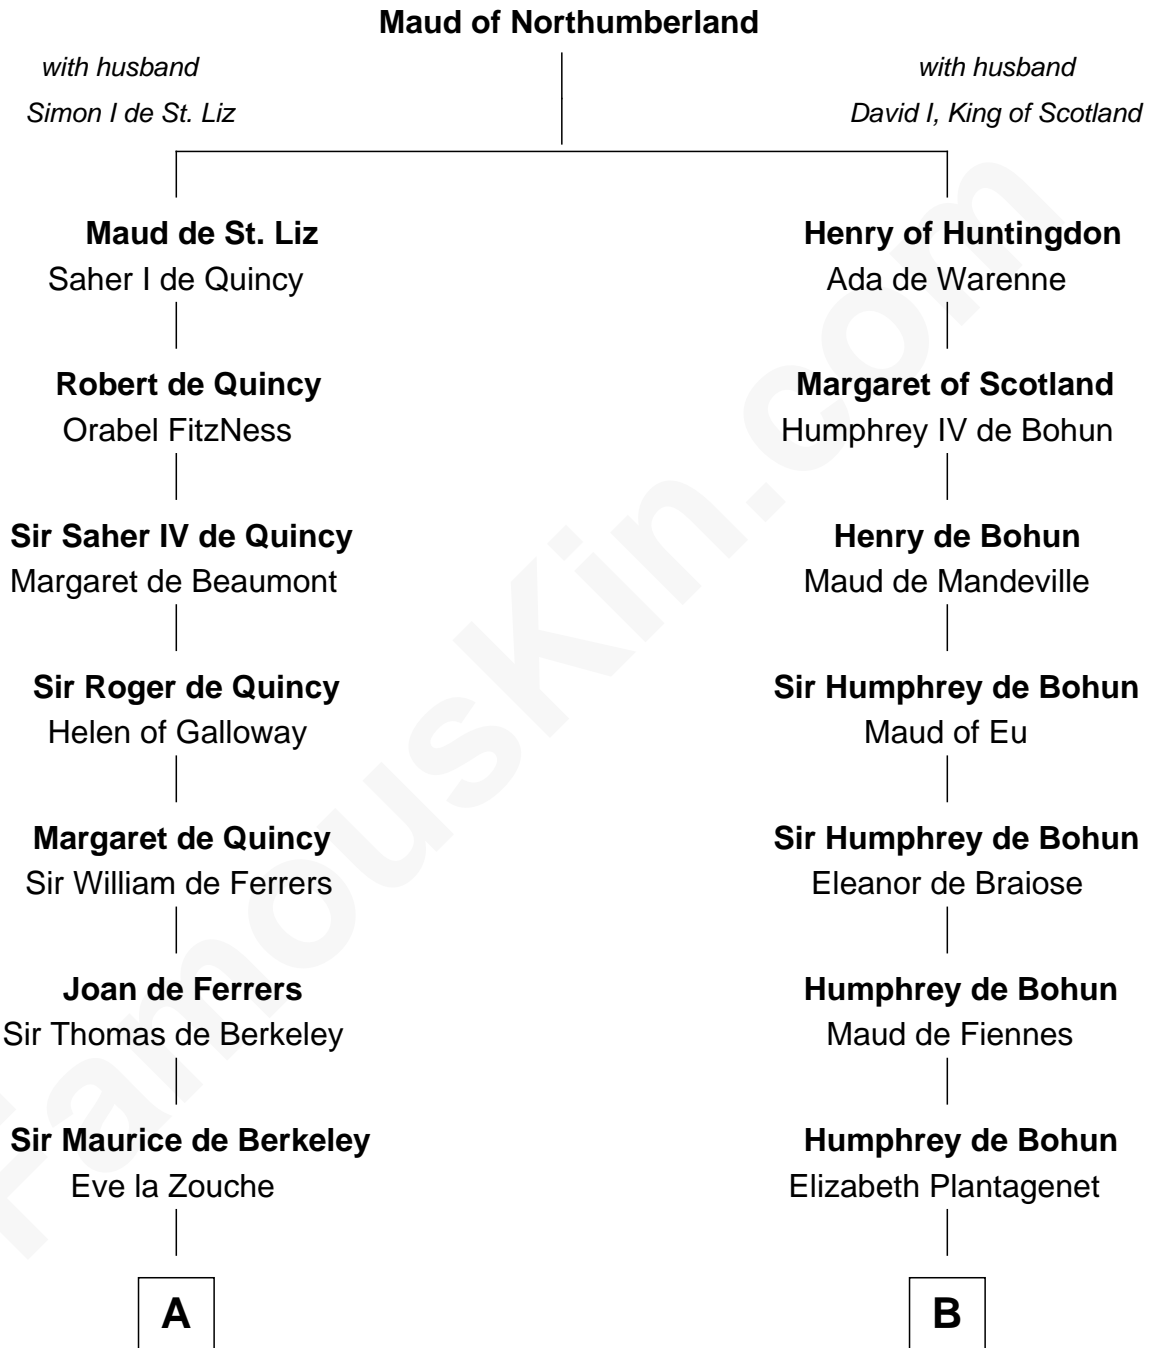 Maud of Northumberland
with husband
Simon I de St. Liz
with husband
David I, King of Scotland
Maud de St. Liz
Saher I de Quincy
Henry of Huntingdon
Ada de Warenne
Robert de Quincy
Orabel FitzNess
Margaret of Scotland
Humphrey IV de Bohun
Sir Saher IV de Quincy
Margaret de Beaumont
Henry de Bohun
Maud de Mandeville
Sir Roger de Quincy
Helen of Galloway
Sir Humphrey de Bohun
Maud of Eu
Margaret de Quincy
Sir William de Ferrers
Sir Humphrey de Bohun
Eleanor de Braiose
Joan de Ferrers
Sir Thomas de Berkeley
Humphrey de Bohun
Maud de Fiennes
Sir Maurice de Berkeley
Eve la Zouche
Humphrey de Bohun
Elizabeth Plantagenet
A
B
FamousKin.com